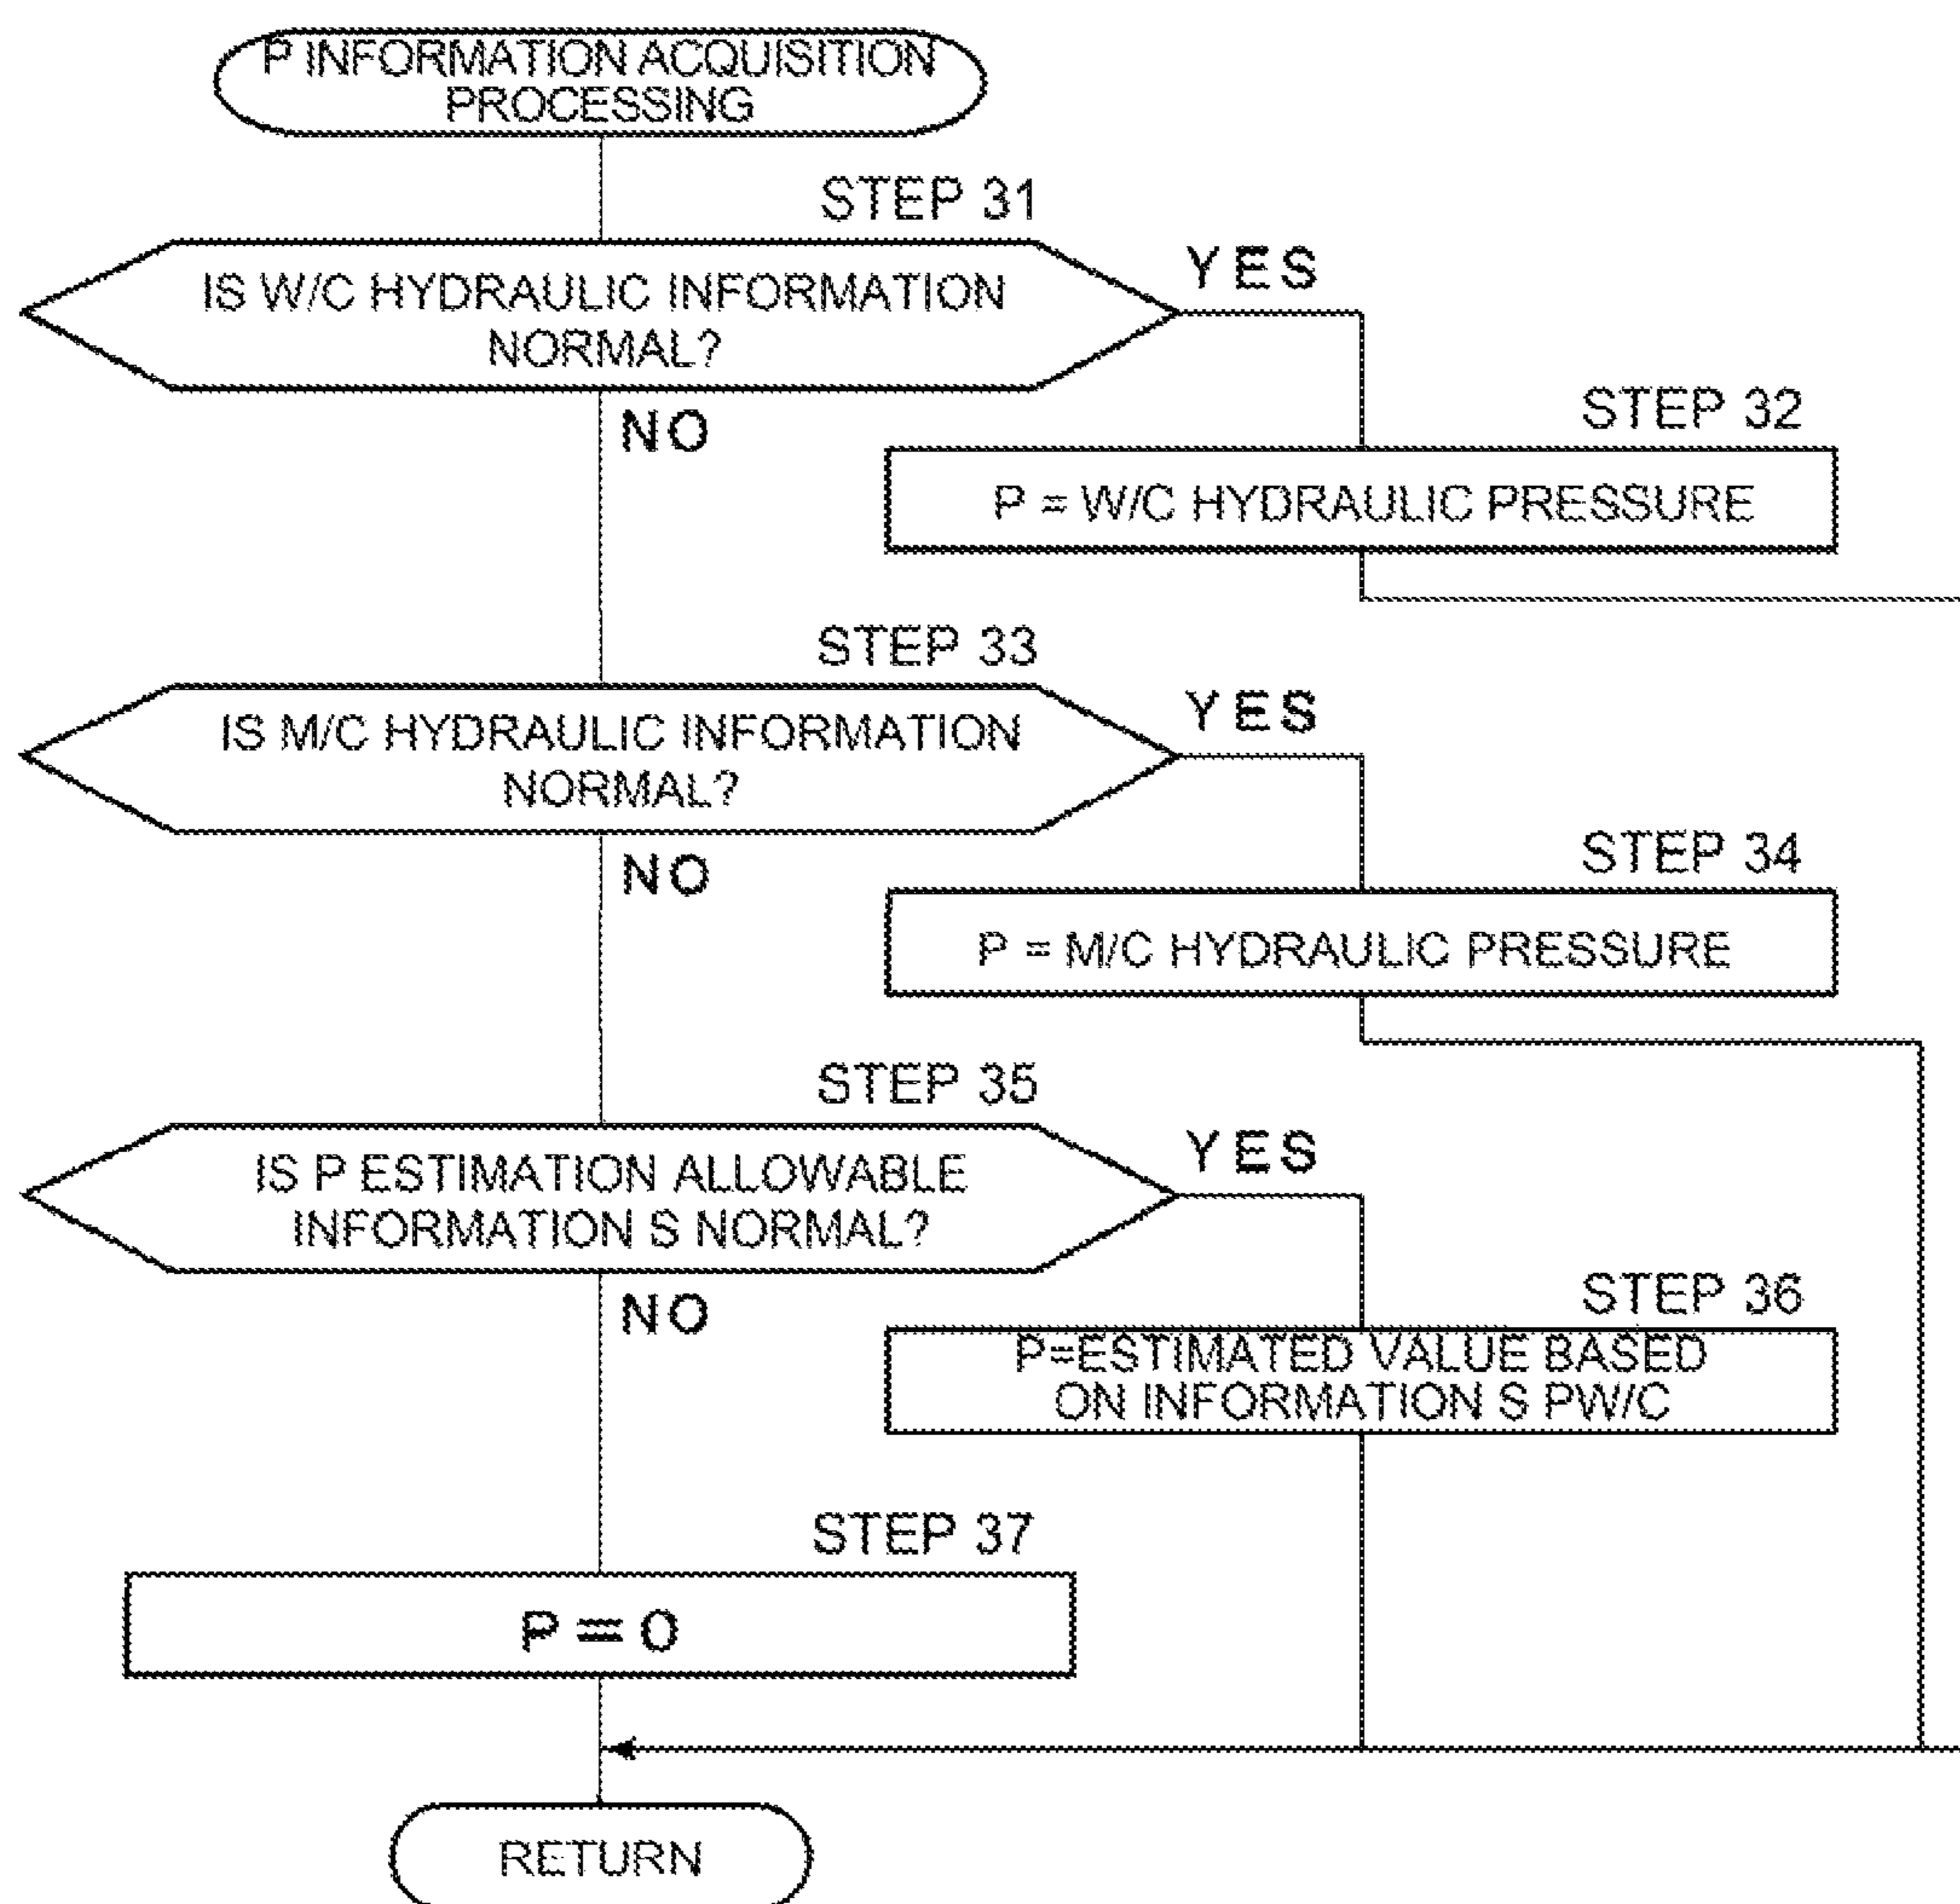 P INFORMATION ACQUISITION
PROCESSING
STEP 31
IS W/C HYDRAULIC INFORMATION
NORMAL?
YES
NO
STEP 32
P = W/C HYDRAULIC PRESSURE
STEP 33
IS M/C HYDRAULIC INFORMATION
NORMAL?
YES
NO
STEP 34
P = M/C HYDRAULIC PRESSURE
STEP 35
IS P ESTIMATION ALLOWABLE
INFORMATION S NORMAL?
YES
NO
STEP 36
P=ESTIMATED VALUE BASED
ON INFORMATION S PW/C
STEP 37
P = 0
RETURN